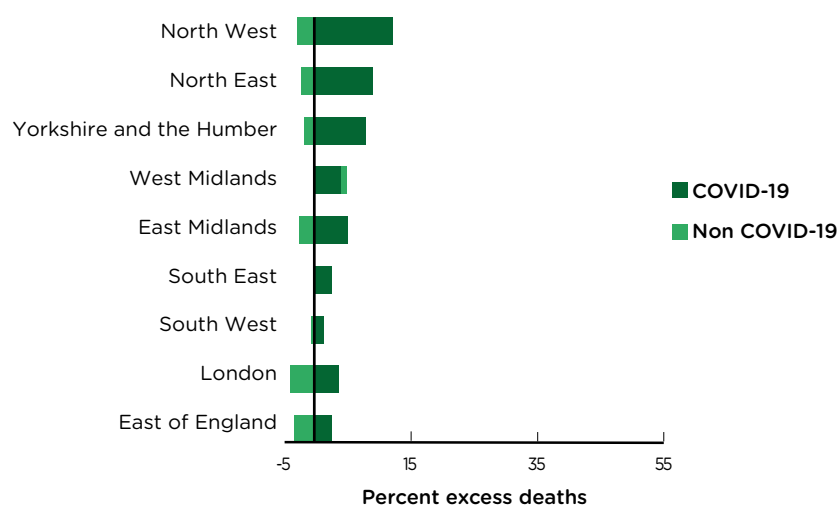 North West
North East
Yorkshire and the Humber
West Midlands
East Midlands
South East
South West
London
East of England
COVID-19
Non COVID-19
-5 15 35 55
Percent excess deaths